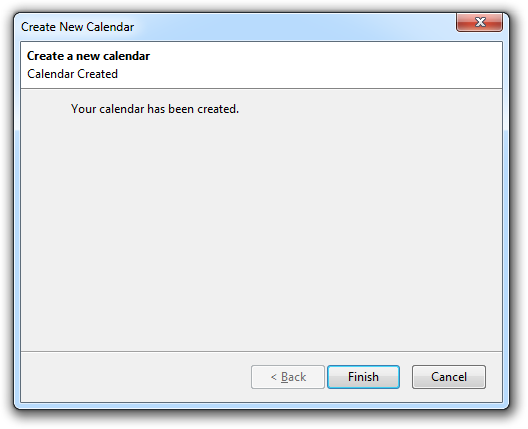 Create New Calendar
Create a new calendar
Calendar Created
Your calendar has been created.
< Back
Finish
Cancel